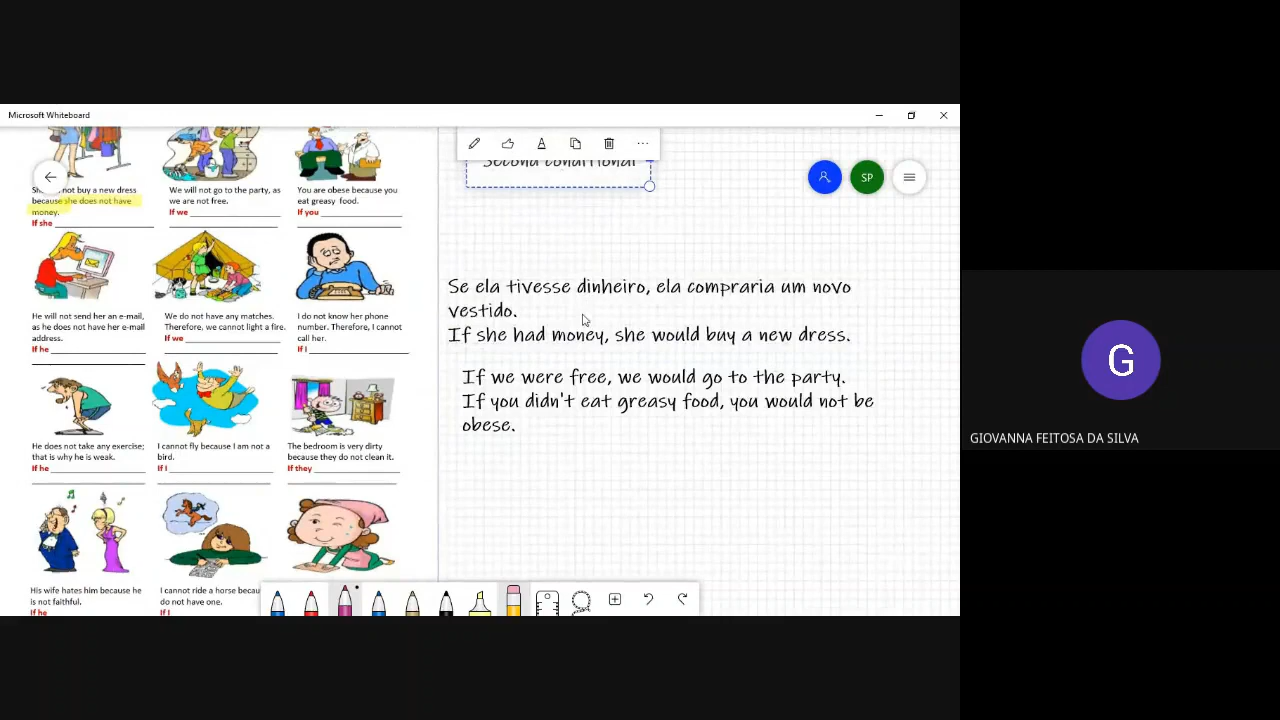 Microsoft Whiteboard
Second conditional
SP
not buy a new dress
because she does not have
money.
If she
We will not go to the party, as
we are not free.
If we
You are obese because you
eat greasy food.
If you
He will not send her an e-mail,
as he does not have her e-mail
address.
If he
We do not have any matches.
Therefore, we cannot light a fire.
If we
I do not know her phone
number. Therefore, I cannot
call her.
If I
He does not take any exercise;
that is why he is weak.
If he
I cannot fly because I am not a
bird.
If I
The bedroom is very dirty
because they do not clean it.
If they
His wife hates him because he
is not faithful.
If he
I cannot ride a horse
do not have one.
If I
Se ela tivesse dinheiro, ela compraria um novo
vestido.
If she had money, she would buy a new dress.
If we were free, we would go to the party.
If you didn't eat greasy food, you would not be
obese.
G
GIOVANNA FEITOSA DA SILVA